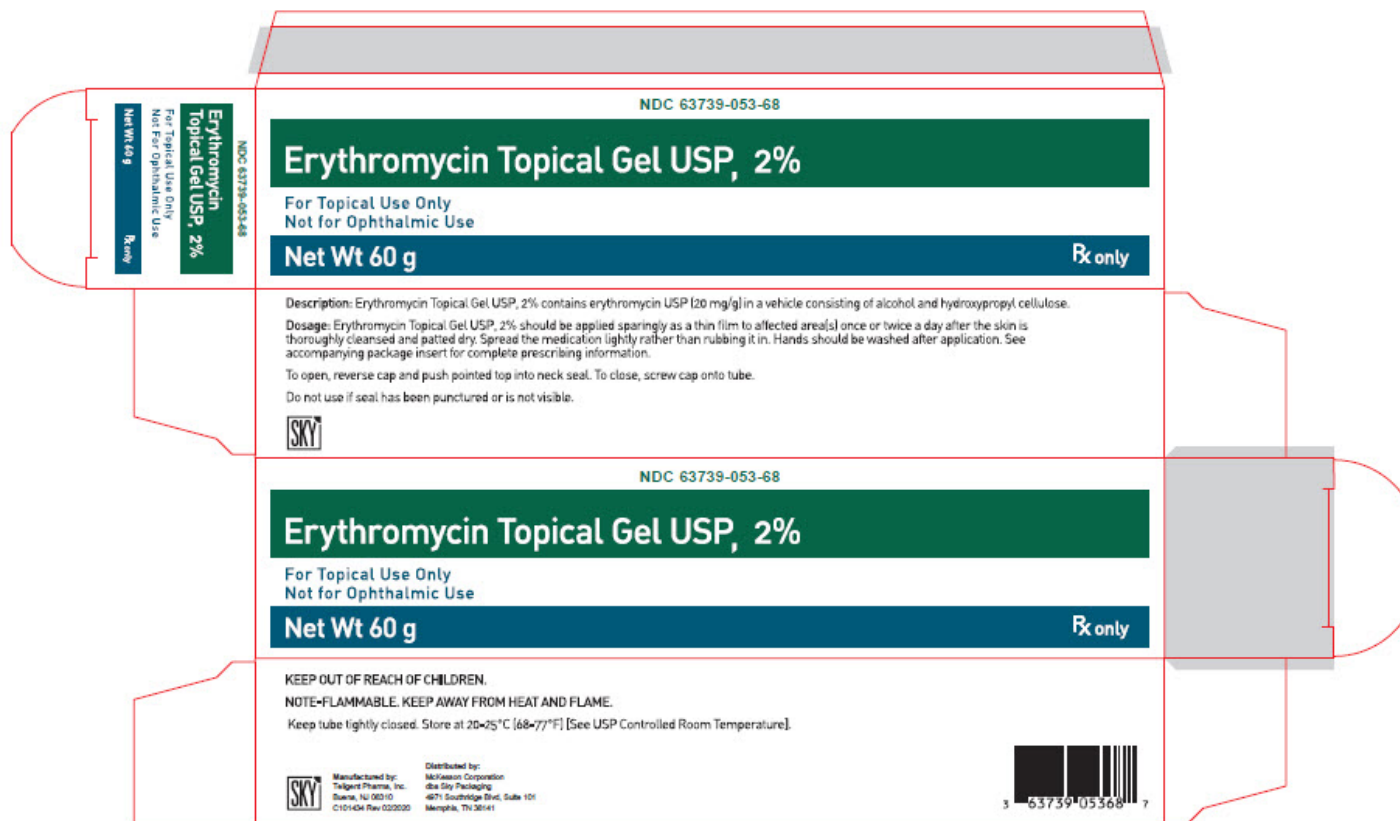 NDC 63739-053-68
Erythromycin
Topical Gel USP, 2%
For Topical Use Only
Not For Ophthalmic Use
Net Wt 60 g
Rx only
NDC 63739-053-68
Erythromycin Topical Gel USP, 2%
For Topical Use Only
Not for Ophthalmic Use
Net Wt 60 g
Rx only
Description: Erythromycin Topical Gel USP, 2% contains erythromycin USP (20 mg/g) in a vehicle consisting of alcohol and hydroxypropyl cellulose.
Dosage: Erythromycin Topical Gel USP, 2% should be applied sparingly as a thin film to affected area(s) once or twice a day after the skin is
thoroughly cleansed and patted dry. Spread the medication lightly rather than rubbing it in. Hands should be washed after application. See
accompanying package insert for complete prescribing information.
To open, reverse cap and push pointed top into neck seal. To close, screw cap onto tube.
Do not use if seal has been punctured or is not visible.
SKY
NDC 63739-053-68
Erythromycin Topical Gel USP, 2%
For Topical Use Only
Not for Ophthalmic Use
Net Wt 60 g
Rx only
KEEP OUT OF REACH OF CHILDREN.
NOTE-FLAMMABLE. KEEP AWAY FROM HEAT AND FLAME.
Keep tube tightly closed. Store at 20-25°C (68-77°F) [See USP Controlled Room Temperature].
SKY
Manufactured by:
Teligent Pharma, Inc.
Buena, NJ 08310
C101434 Rev 02/2020
Distributed by:
McKesson Corporation
dba Sky Packaging
4971 Southridge Blvd, Suite 101
Memphis, TN 38141
3 63739 05368 7